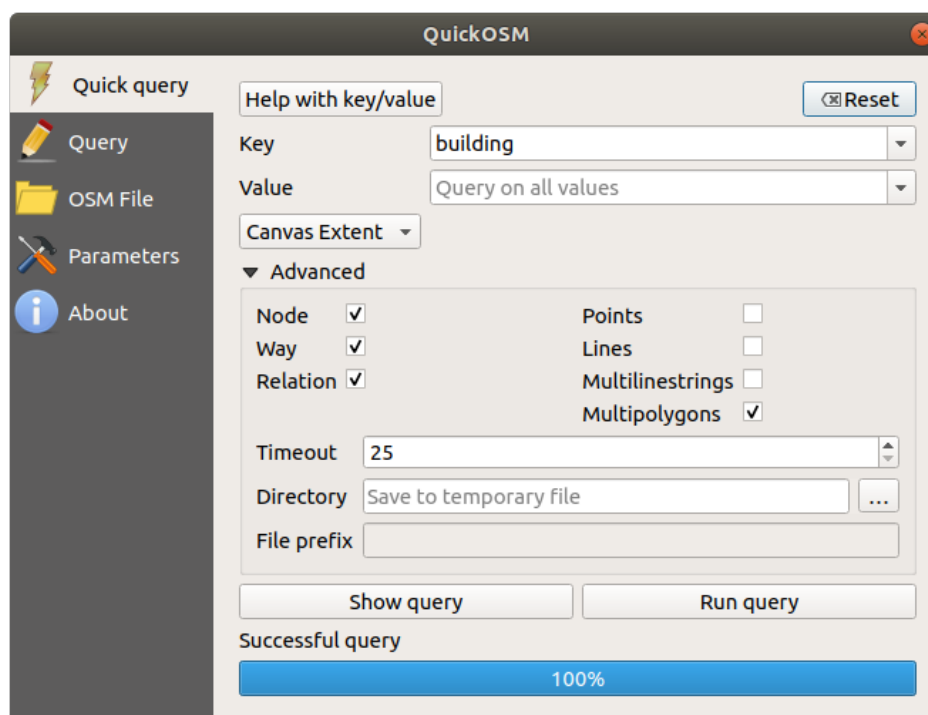 QuickOSM
Quick query
Query
OSM File
Parameters
About
Help with key/value
Reset
Key building
Value Query on all values
Canvas Extent
Advanced
Node Points
Way Lines
Relation Multilinestrings
Multipolygons
Timeout 25
Directory Save to temporary file ...
File prefix
Show query Run query
Successful query
100%